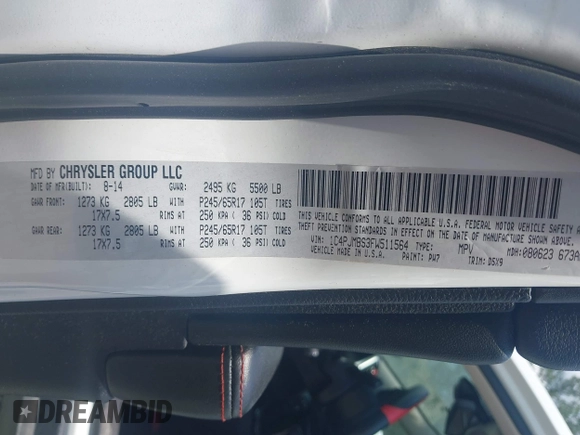 MFD BY CHRYSLER GROUP LLC
DATE OF MFR(BUILT): 8-14 GVWR: 2495 KG 5500 LB
GAWR FRONT: 1273 KG 2805 LB WITH P245/65R17 105T TIRES
17X7.5 RIMS AT 250 KPA ( 36 PSI) COLD
GAWR REAR: 1273 KG 2805 LB WITH P245/65R17 105T TIRES
17X7.5 RIMS AT 250 KPA ( 36 PSI) COLD
THIS VEHICLE CONFORMS TO ALL APPLICABLE U.S.A. FEDERAL MOTOR VEHICLE SAFETY
THEFT PREVENTION STANDARDS IN EFFECT ON THE DATE OF MANUFACTURE SHOWN ABOVE.
VIN: 1C4PJMBS3FW511564 TYPE: MPV MDH:080623 673A
VEHICLE MADE IN U.S.A. PAINT: PW7 TRIM: D5X9
DREAMBID